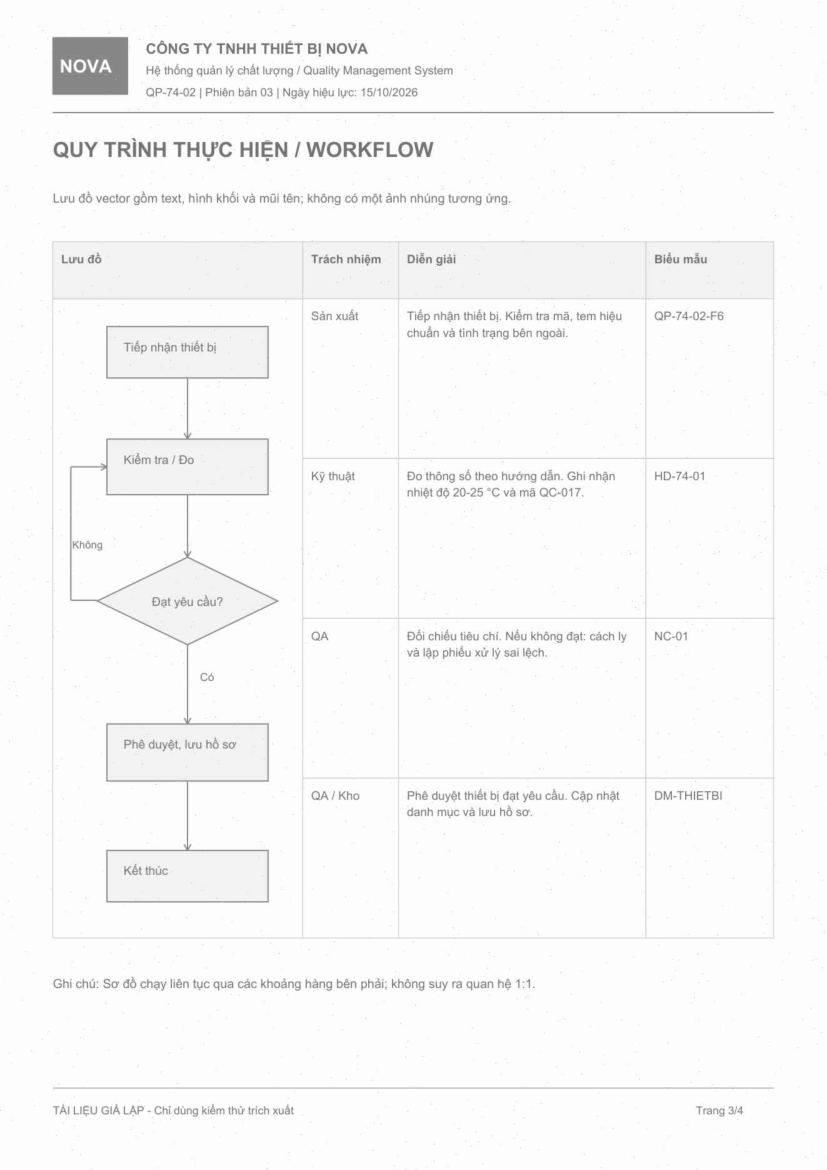 NOVA
CÔNG TY TNHH THIẾT BỊ NOVA
Hệ thống quản lý chất lượng / Quality Management System
QP-74-02 | Phiên bản 03 | Ngày hiệu lực: 15/10/2026
QUY TRÌNH THỰC HIỆN / WORKFLOW
Lưu đồ vector gồm text, hình khối và mũi tên; không có một ảnh nhúng tương ứng.
Lưu đồ
Trách nhiệm
Diễn giải
Biểu mẫu
Tiếp nhận thiết bị
Kiểm tra / Đo
Không
Đạt yêu cầu?
Có
Phê duyệt, lưu hồ sơ
Kết thúc
Sản xuất
Tiếp nhận thiết bị. Kiểm tra mã, tem hiệu
chuẩn và tình trạng bên ngoài.
QP-74-02-F6
Kỹ thuật
Đo thông số theo hướng dẫn. Ghi nhận
nhiệt độ 20-25 °C và mã QC-017.
HD-74-01
QA
Đối chiếu tiêu chí. Nếu không đạt: cách ly
và lập phiếu xử lý sai lệch.
NC-01
QA / Kho
Phê duyệt thiết bị đạt yêu cầu. Cập nhật
danh mục và lưu hồ sơ.
DM-THIETBI
Ghi chú: Sơ đồ chạy liên tục qua các khoảng hàng bên phải; không suy ra quan hệ 1:1.
TÀI LIỆU GIẢ LẬP - Chỉ dùng kiểm thử trích xuất
Trang 3/4